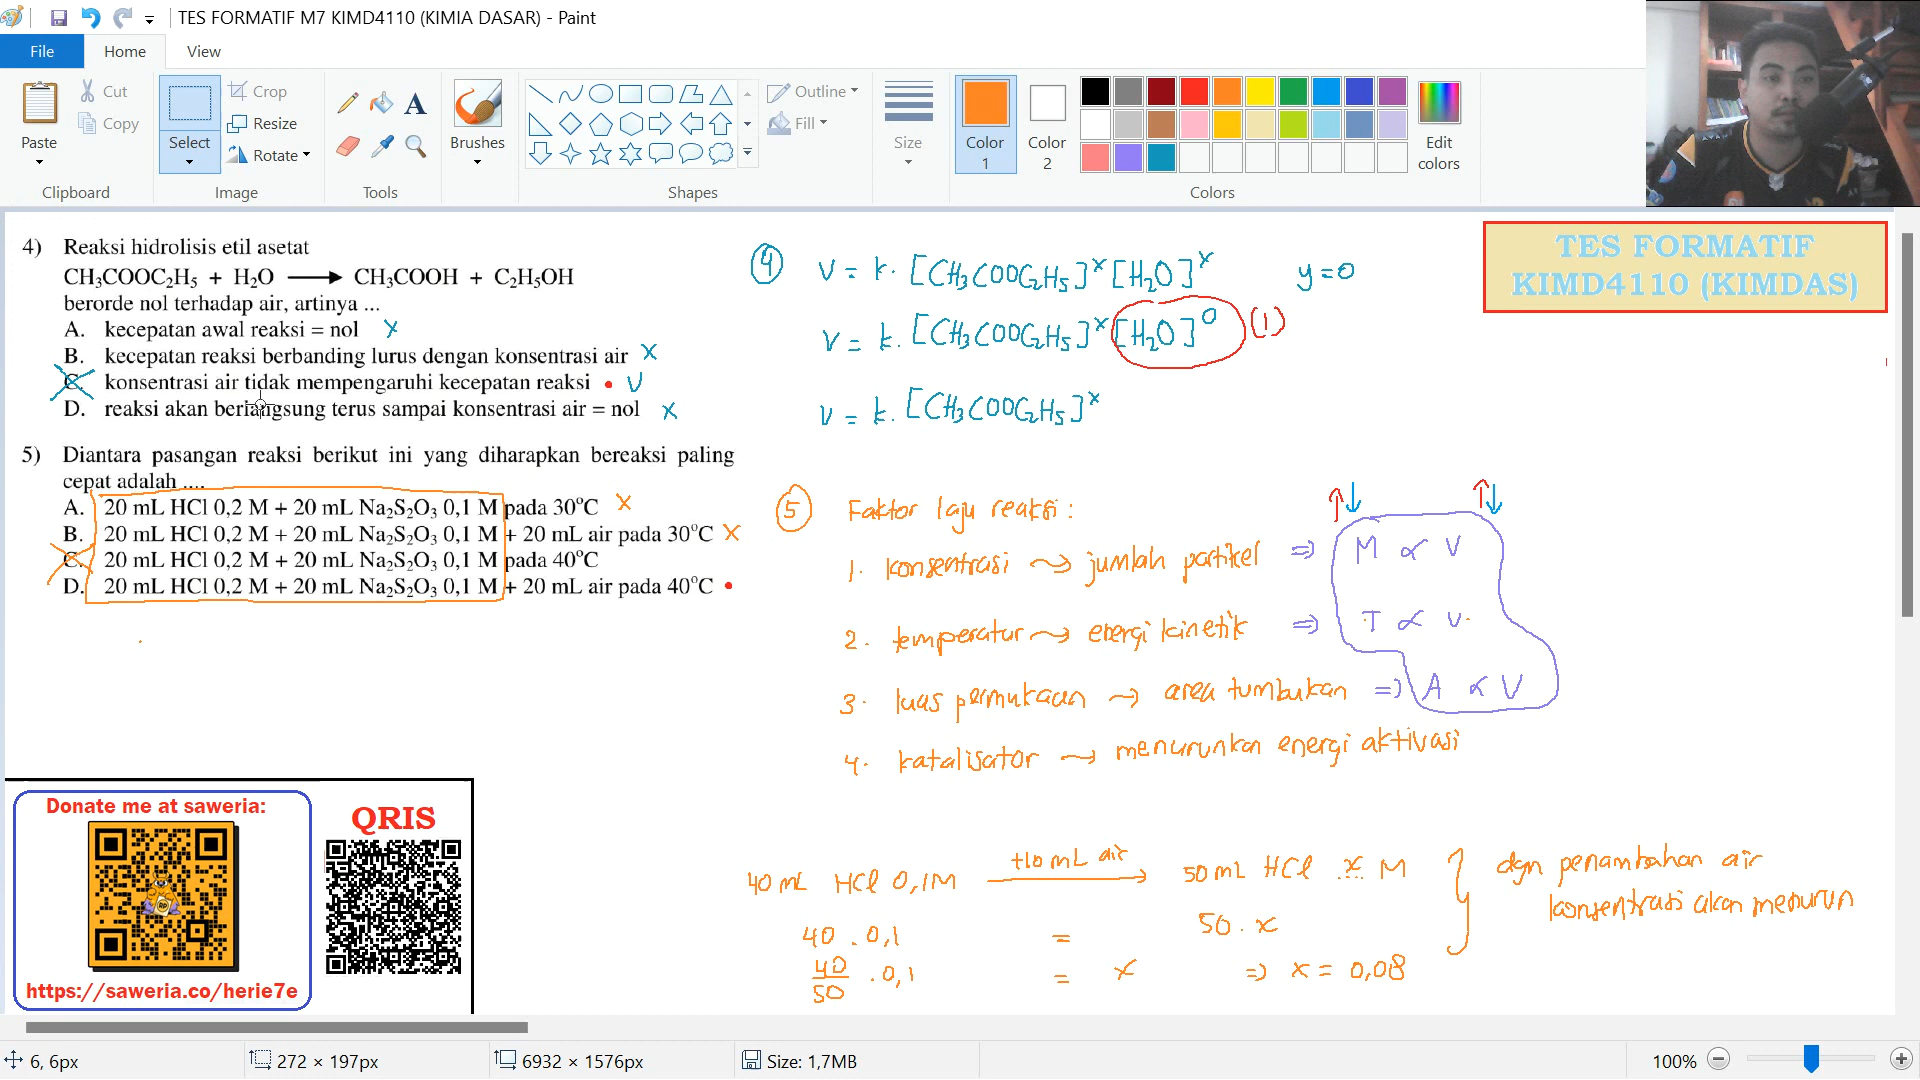 TES FORMATIF M7 KIMD4110 (KIMIA DASAR) - Paint
File
Home
View
Paste
Cut
Copy
Clipboard
Select
Crop
Resize
Rotate
Image
Tools
Brushes
Shapes
Outline
Fill
Size
Color 1
Color 2
Edit colors
Colors
TES FORMATIF
KIMD4110 (KIMDAS)
4) Reaksi hidrolisis etil asetat
CH₃COOC₂H₅ + H₂O ⟶ CH₃COOH + C₂H₅OH
berorde nol terhadap air, artinya ...
A. kecepatan awal reaksi = nol x
B. kecepatan reaksi berbanding lurus dengan konsentrasi air x
C. konsentrasi air tidak mempengaruhi kecepatan reaksi • v
D. reaksi akan berlangsung terus sampai konsentrasi air = nol x
5) Diantara pasangan reaksi berikut ini yang diharapkan bereaksi paling
cepat adalah ....
A. 20 mL HCl 0,2 M + 20 mL Na₂S₂O₃ 0,1 M pada 30°C x
B. 20 mL HCl 0,2 M + 20 mL Na₂S₂O₃ 0,1 M + 20 mL air pada 30°C x
C. 20 mL HCl 0,2 M + 20 mL Na₂S₂O₃ 0,1 M pada 40°C
D. 20 mL HCl 0,2 M + 20 mL Na₂S₂O₃ 0,1 M + 20 mL air pada 40°C •
4 v = k. [CH₃COOC₂H₅]ˣ [H₂O]ˣ y = 0
v = k. [CH₃COOC₂H₅]ˣ [H₂O]⁰ (1)
v = k. [CH₃COOC₂H₅]ˣ
5 Faktor laju reaksi :
1. konsentrasi → jumlah partikel ⇒ M ∝ V
2. temperatur → energi kinetik ⇒ T ∝ v
3. luas permukaan → area tumbukan ⇒ A ∝ V
4. katalisator → menurunkan energi aktivasi
40 mL HCl 0,1 M +10 mL air → 50 mL HCl x M } dgn penambahan air
konsentrasi akan menurun
40 . 0,1 = 50 . x
40/50 . 0,1 = x ⇒ x = 0,08
Donate me at saweria:
RP
https://saweria.co/herie7e
QRIS
6, 6px
272 × 197px
6932 × 1576px
Size: 1,7MB
100%